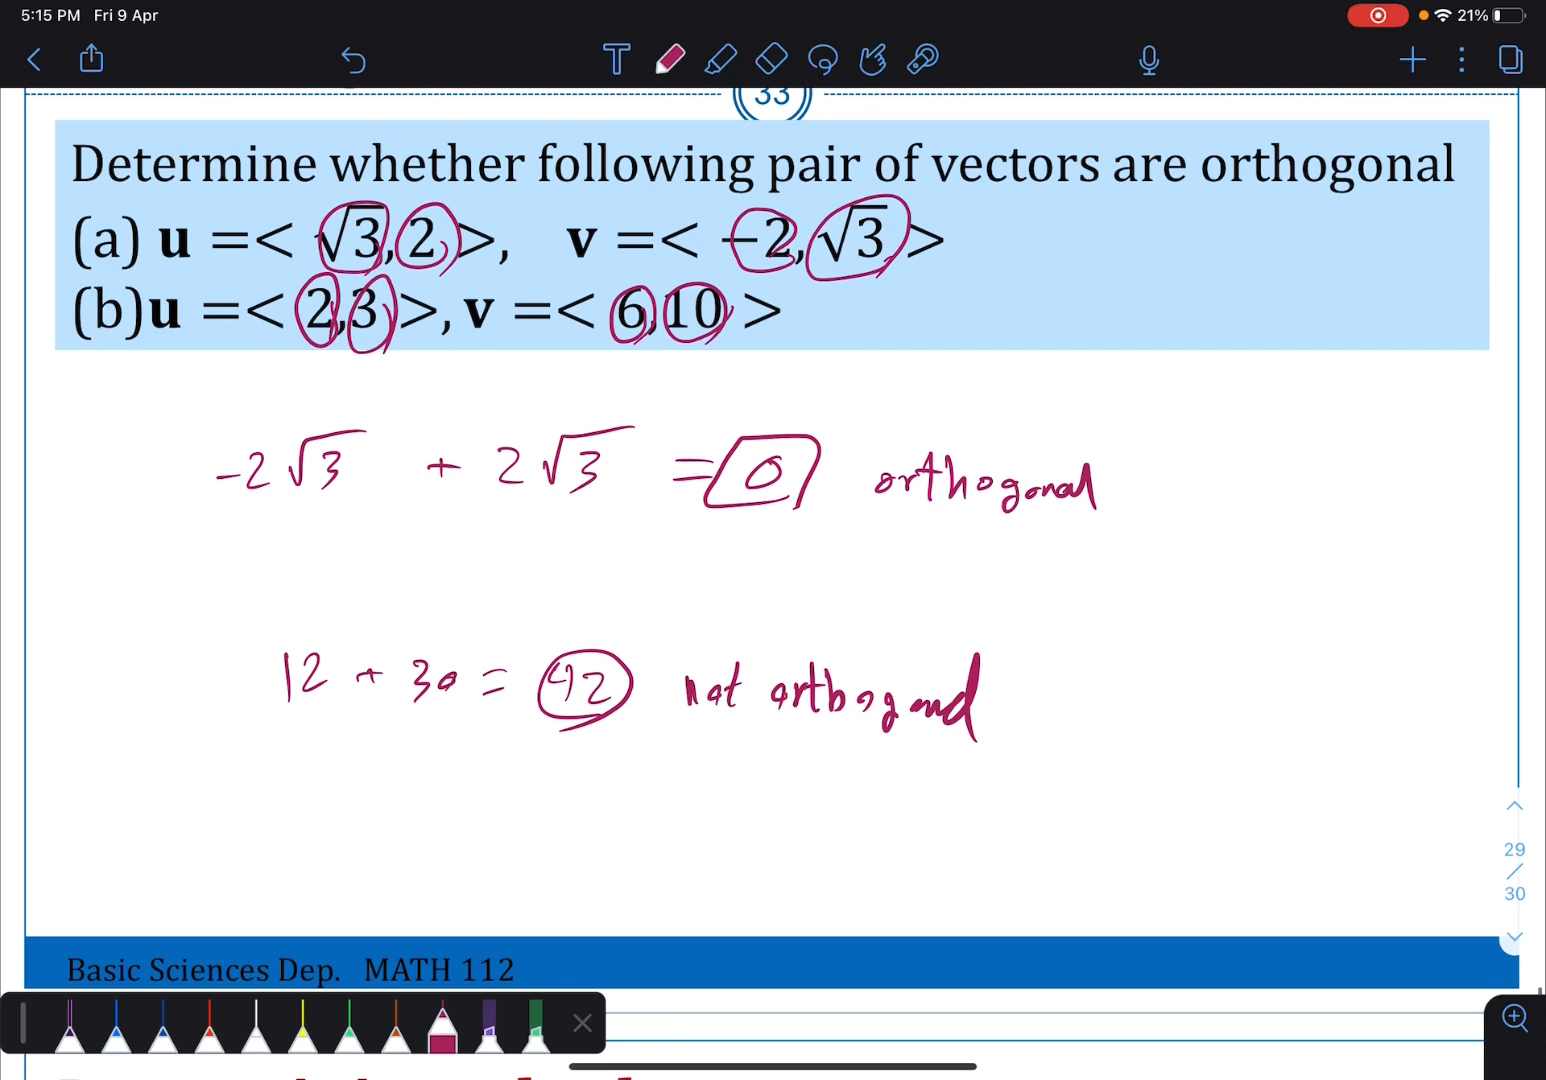 5:15 PM Fri 9 Apr
21%
33
Determine whether following pair of vectors are orthogonal
(a) u =< √3, 2, >, v =< −2, √3 >
(b)u =< 2,3, >, v =< 6,10 >
-2√3 + 2√3 = 0 orthogonal
12 + 30 = 42 not orthogonal
29
/
30
Basic Sciences Dep. MATH 112